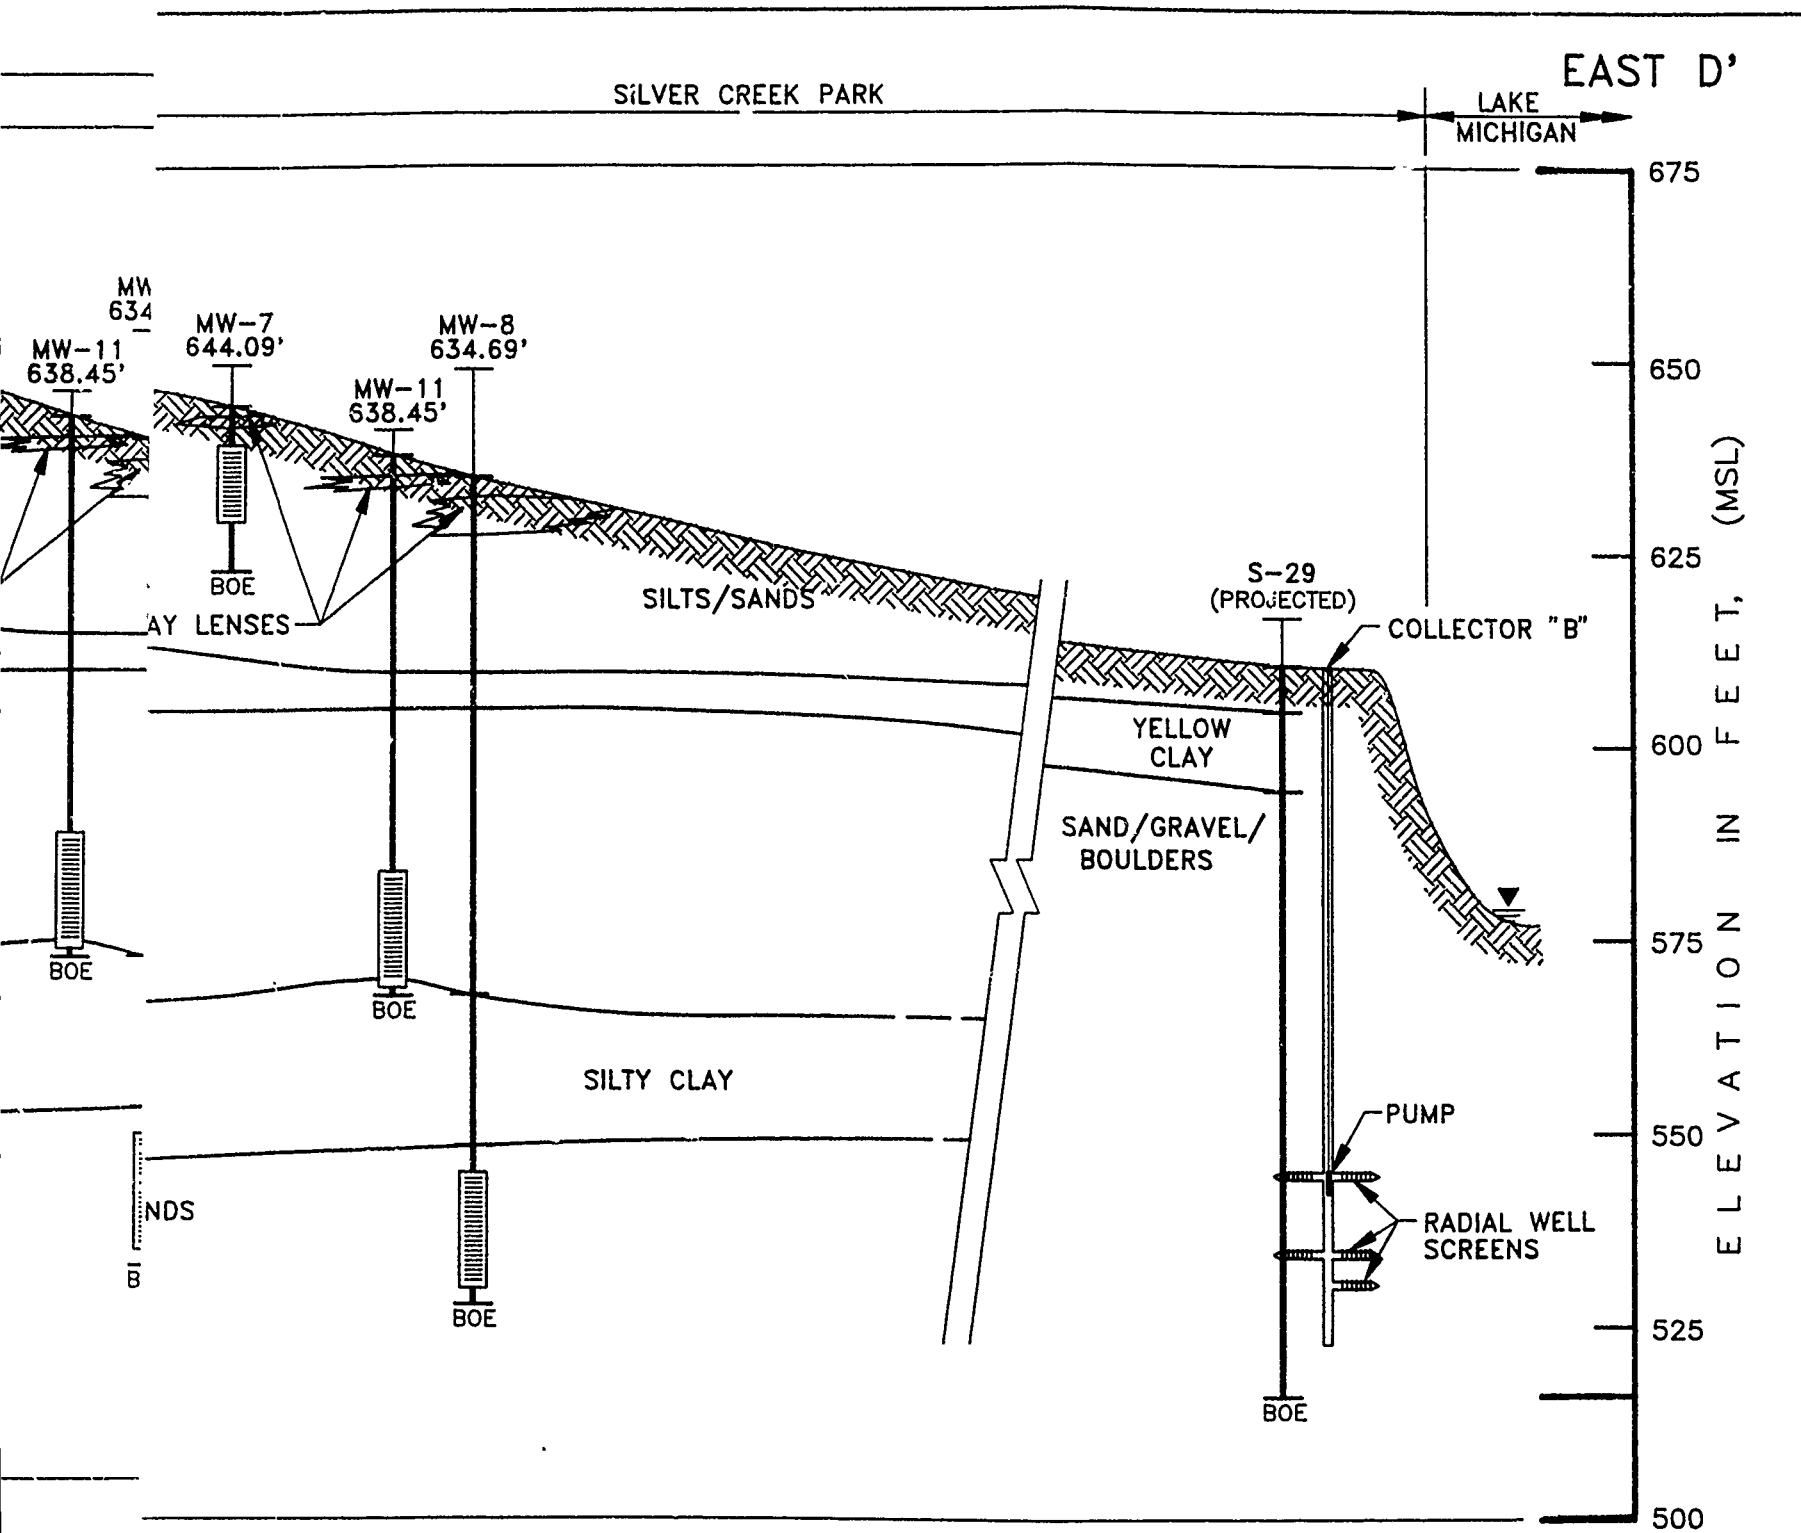 EAST D'
SILVER CREEK PARK
LAKE
MICHIGAN
675
MW
634
MW-7
644.09'
MW-8
634.69'
MW-11
638.45'
MW-11
638.45'
650
625
S-29
(PROJECTED)
BOE
SILTS/SANDS
AY LENSES
COLLECTOR "B"
YELLOW
CLAY
600
SAND/GRAVEL/
BOULDERS
575
BOE
BOE
SILTY CLAY
PUMP
550
NDS
RADIAL WELL
SCREENS
B
BOE
525
BOE
500
ELEVATION IN FEET, (MSL)